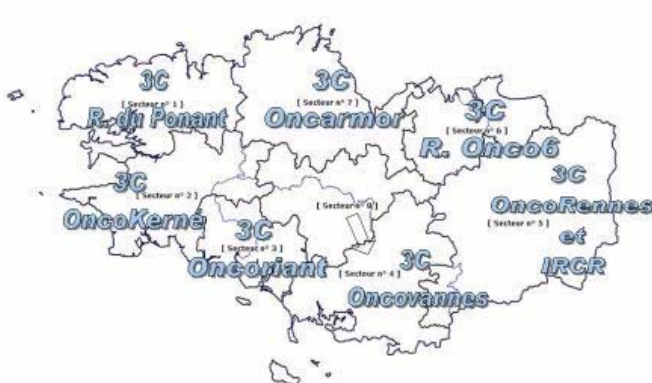 3C
[ Secteur n° 1 ]
R. du Ponant
3C
[ Secteur n° 7 ]
Oncarmor
3C
[ Secteur n° 6 ]
R. Onco6
3C
OncoRennes
[ Secteur n° 5 ]
et
IRCR
3C
[ Secteur n° 2 ]
OncoKerné
3C
[ Secteur n° 3 ]
Oncoriant
[ Secteur n° 8 ]
3C
[ Secteur n° 4 ]
Oncovannes